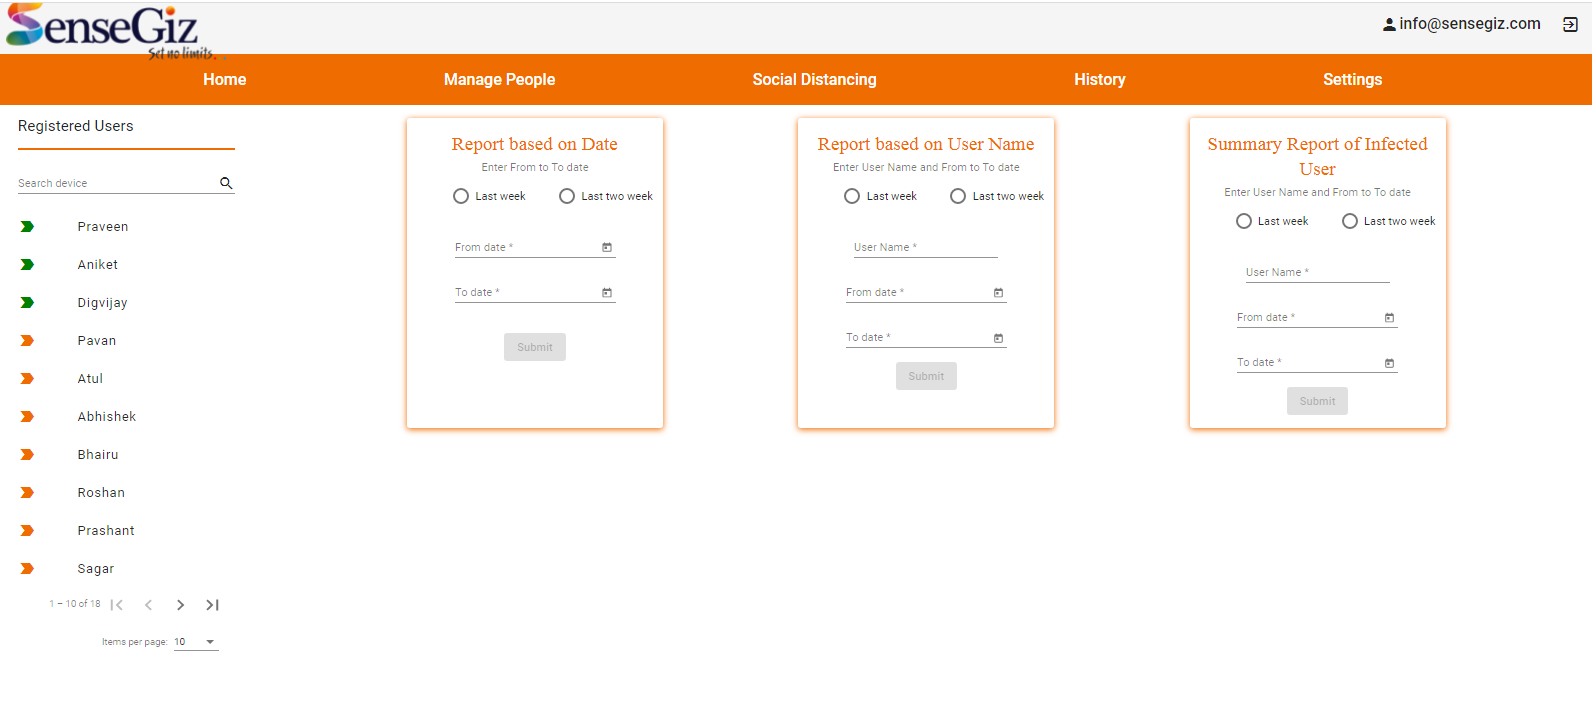 SenseGiz
Set no limits.
info@sensegiz.com
Home
Manage People
Social Distancing
History
Settings
Registered Users
Search device
Praveen
Aniket
Digvijay
Pavan
Atul
Abhishek
Bhairu
Roshan
Prashant
Sagar
1 – 10 of 18
Items per page: 10
Report based on Date
Enter From to To date
Last week Last two week
From date *
To date *
Submit
Report based on User Name
Enter User Name and From to To date
Last week Last two week
User Name *
From date *
To date *
Submit
Summary Report of Infected
User
Enter User Name and From to To date
Last week Last two week
User Name *
From date *
To date *
Submit